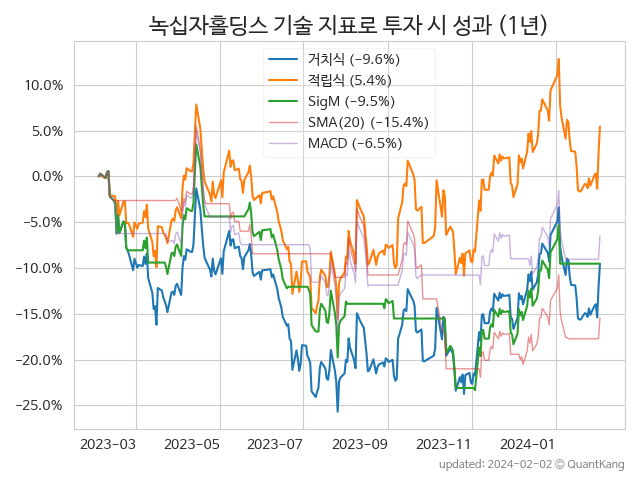 녹십자홀딩스 기술 지표로 투자 시 성과 (1년)
거치식 (−9.6%)
적립식 (5.4%)
SigM (−9.5%)
SMA(20) (−15.4%)
MACD (−6.5%)
10.0%
5.0%
0.0%
−5.0%
−10.0%
−15.0%
−20.0%
−25.0%
2023-03 2023-05 2023-07 2023-09 2023-11 2024-01
updated: 2024-02-02 © QuantKang